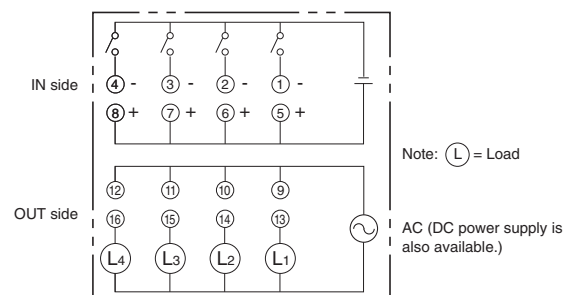 IN side
4 - 3 - 2 - 1 -
8 + 7 + 6 + 5 +
Note: L = Load
12 11 10 9
OUT side
16 15 14 13
AC (DC power supply is
also available.)
L4 L3 L2 L1